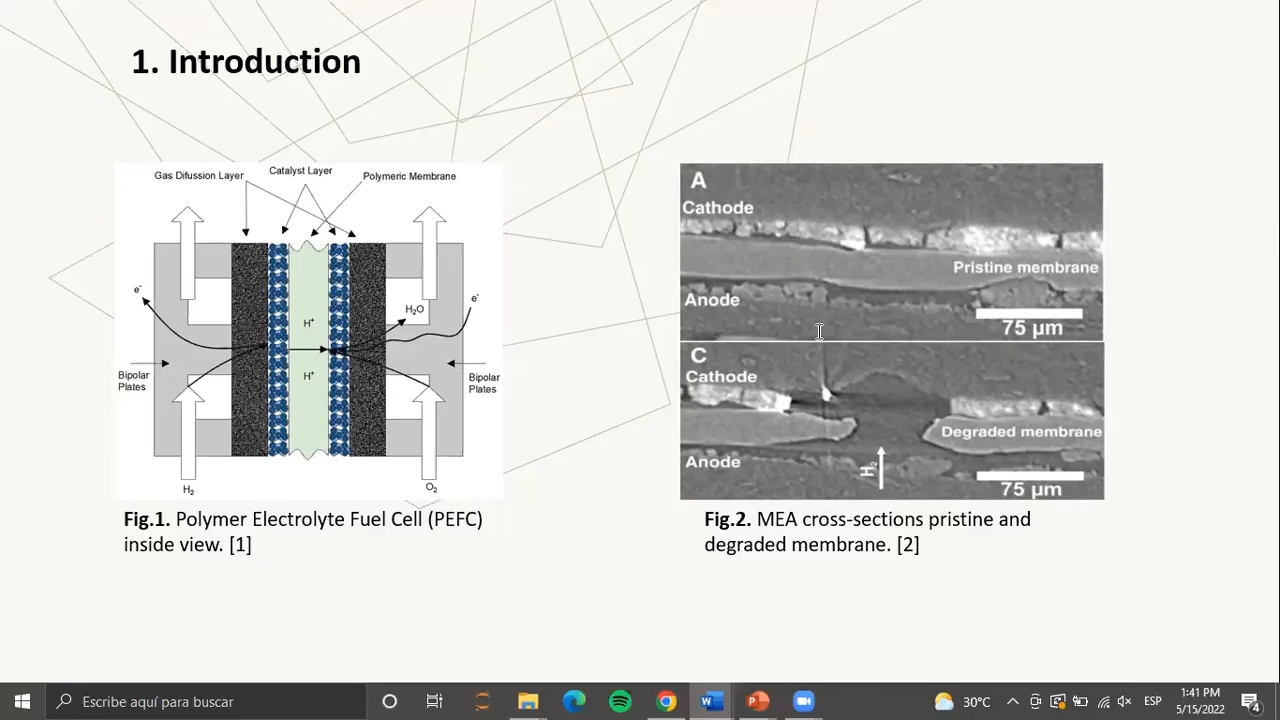 1. Introduction
Gas Difussion Layer
Catalyst Layer
Polymeric Membrane
e-
H+
H+
H₂O
e-
Bipolar
Plates
Bipolar
Plates
H₂
O₂
Fig.1. Polymer Electrolyte Fuel Cell (PEFC)
inside view. [1]
A
Cathode
Pristine membrane
Anode
75 µm
C
Cathode
Degraded membrane
Anode
H₂
75 µm
Fig.2. MEA cross-sections pristine and
degraded membrane. [2]
Escribe aquí para buscar
30°C
ESP
1:41 PM
5/15/2022
4